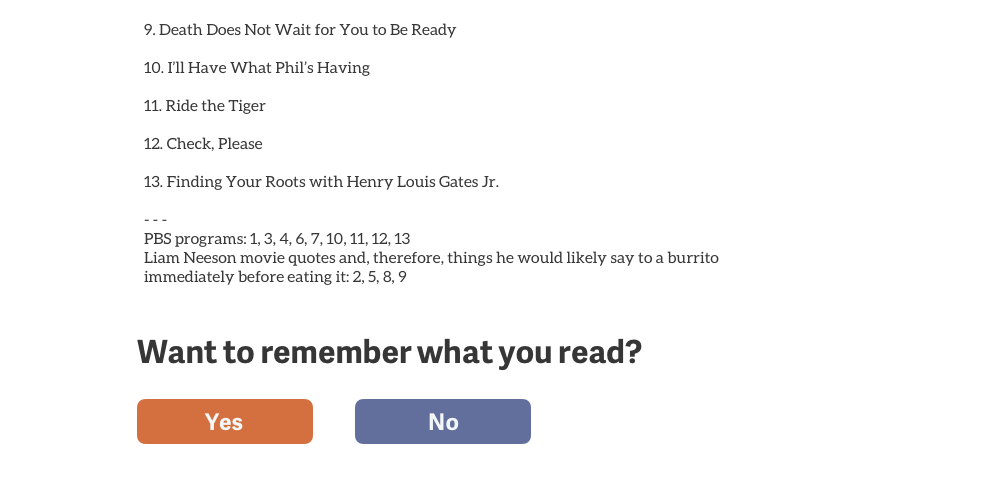 9. Death Does Not Wait for You to Be Ready
10. I’ll Have What Phil’s Having
11. Ride the Tiger
12. Check, Please
13. Finding Your Roots with Henry Louis Gates Jr.
- - -
PBS programs: 1, 3, 4, 6, 7, 10, 11, 12, 13
Liam Neeson movie quotes and, therefore, things he would likely say to a burrito
immediately before eating it: 2, 5, 8, 9
Want to remember what you read?
Yes
No